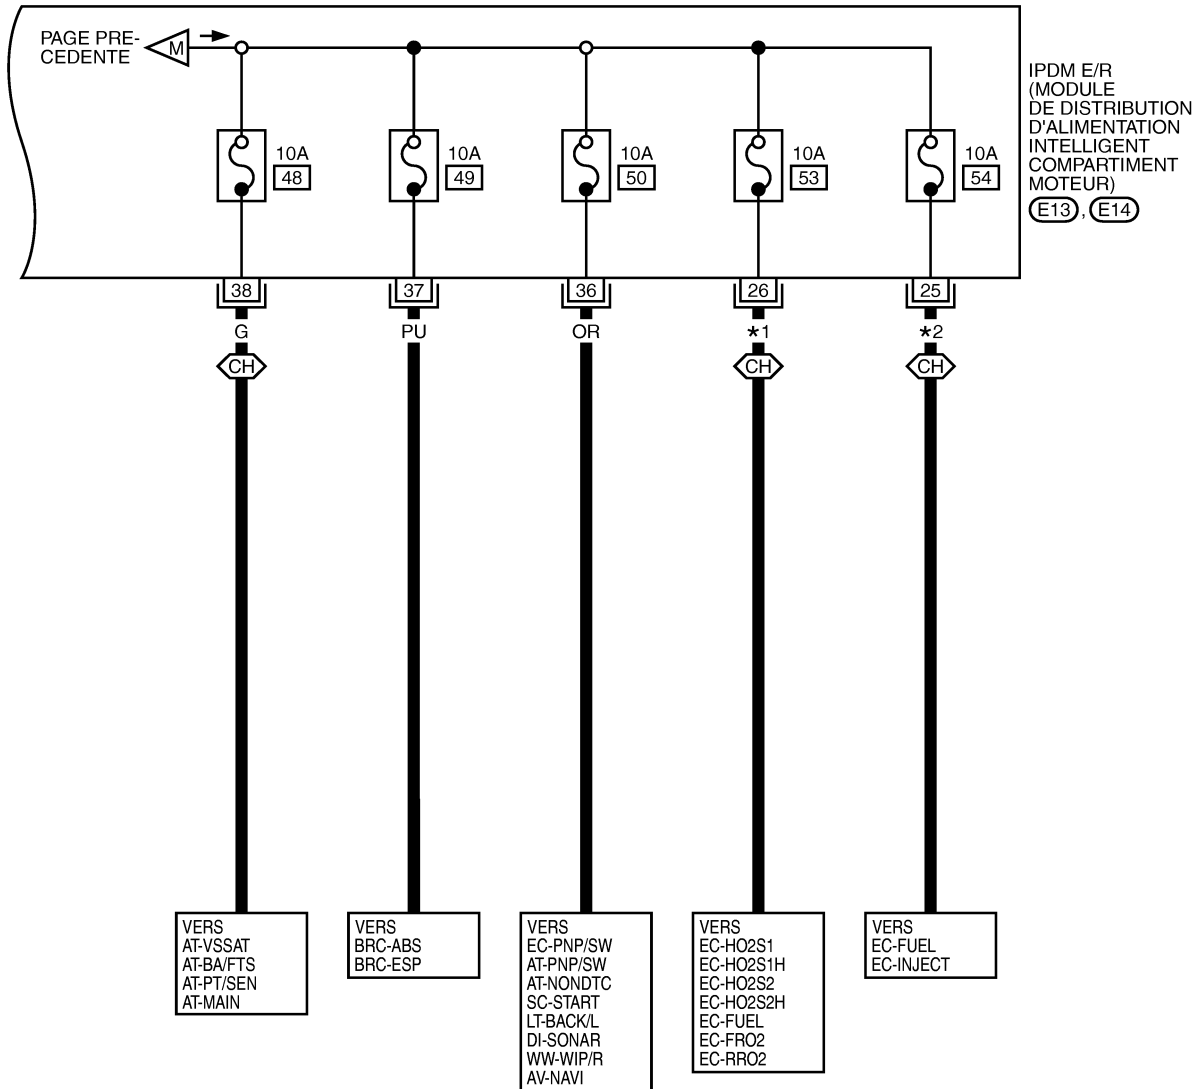 PAGE PRE-
CEDENTE
M
IPDM E/R
(MODULE
DE DISTRIBUTION
D'ALIMENTATION
INTELLIGENT
COMPARTIMENT
MOTEUR)
E13, E14
10A
48
10A
49
10A
50
10A
53
10A
54
38
37
36
26
25
G
PU
OR
★1
★2
CH
CH
CH
VERS
AT-VSSAT
AT-BA/FTS
AT-PT/SEN
AT-MAIN
VERS
BRC-ABS
BRC-ESP
VERS
EC-PNP/SW
AT-PNP/SW
AT-NONDTC
SC-START
LT-BACK/L
DI-SONAR
WW-WIP/R
AV-NAVI
VERS
EC-HO2S1
EC-HO2S1H
EC-HO2S2
EC-HO2S2H
EC-FUEL
EC-FRO2
EC-RRO2
VERS
EC-FUEL
EC-INJECT